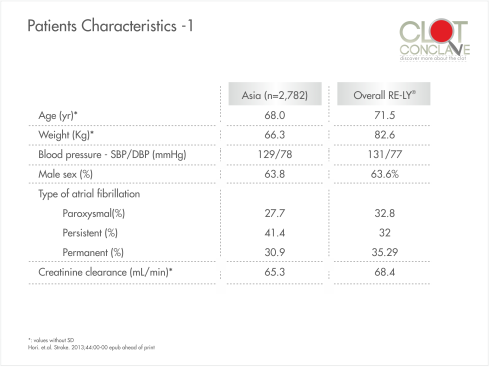 Patients Characteristics -1
CLOT
CONCLAVE
discover more about the clot
Asia (n=2,782) Overall RE-LY®
Age (yr)* 68.0 71.5
Weight (Kg)* 66.3 82.6
Blood pressure - SBP/DBP (mmHg) 129/78 131/77
Male sex (%) 63.8 63.6%
Type of atrial fibrillation
Paroxysmal(%) 27.7 32.8
Persistent (%) 41.4 32
Permanent (%) 30.9 35.29
Creatinine clearance (mL/min)* 65.3 68.4
*: values without SD
Hori. et al. Stroke. 2013;44:00-00 epub ahead of print